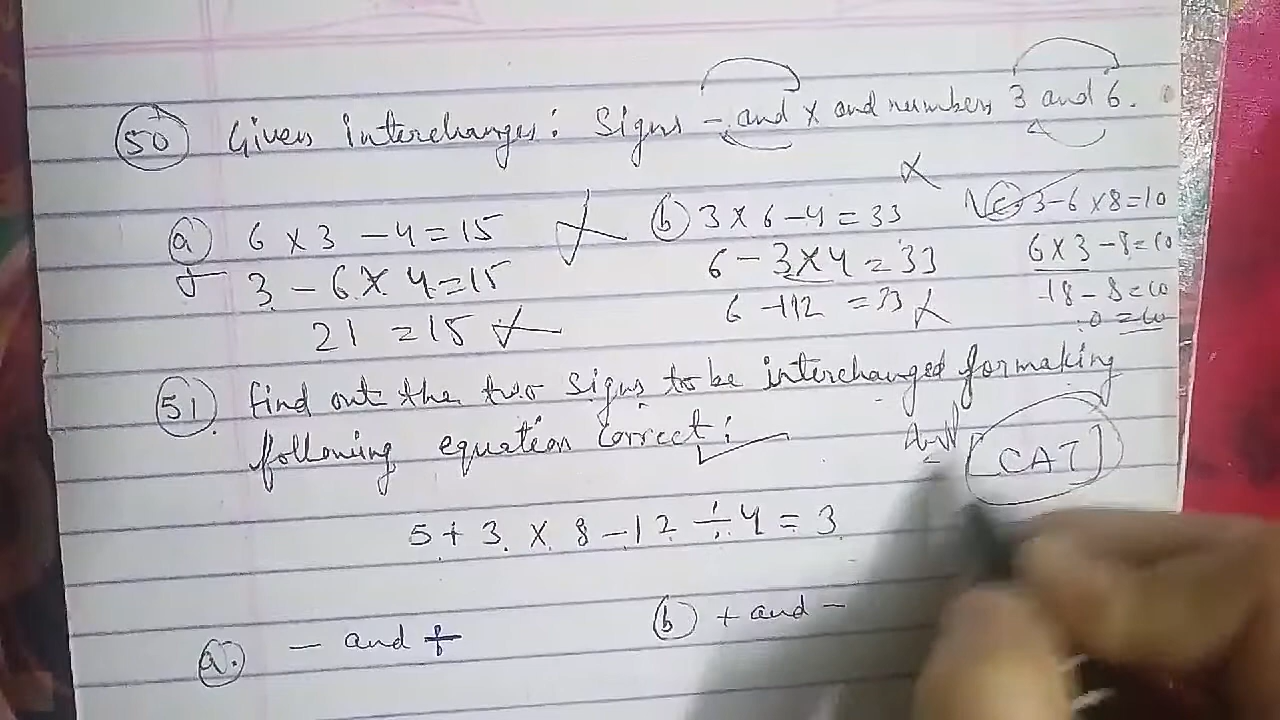 50 Given interchanges: Signs - and x and numbers 3 and 6.
a 6 x 3 - 4 = 15 b 3 x 6 - 4 = 33 c 3 - 6 x 8 = 10
3 - 6 x 4 = 15 6 - 3 x 4 = 33 6 x 3 - 8 = 10
21 = 15 6 - 12 = 33 18 - 8 = 10
51 find out the two signs to be interchanged for making
following equation correct:
[CAT]
5 + 3 x 8 - 12 ÷ 4 = 3
a. - and ÷ b + and -